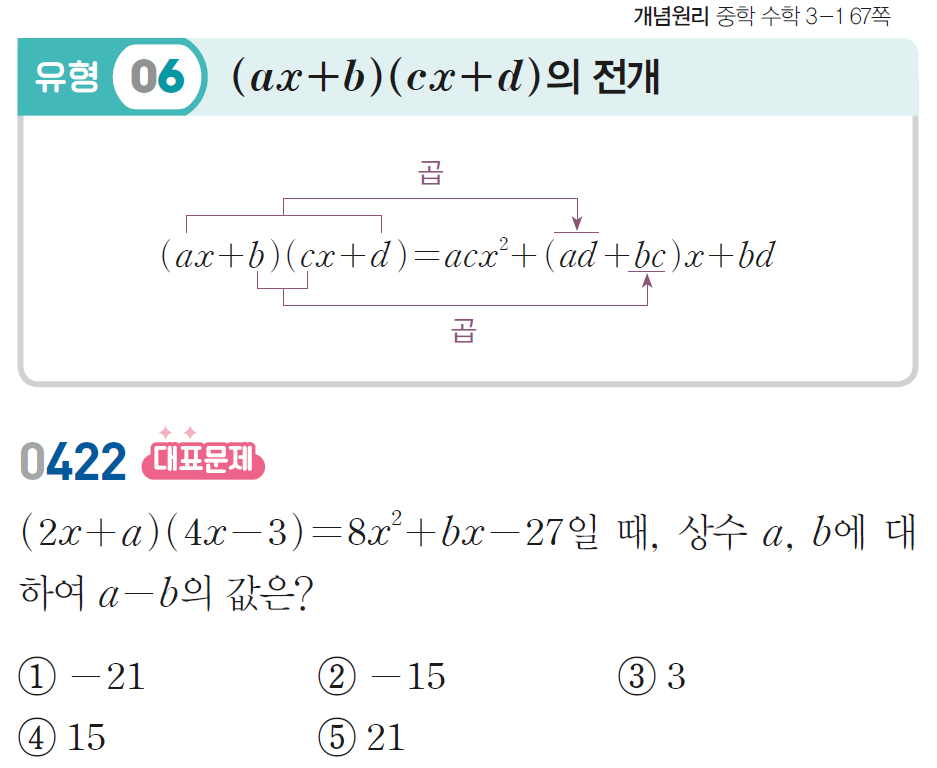 개념원리 중학 수학 3-1 67쪽
유형 06 (ax+b)(cx+d)의 전개
곱
(ax+b)(cx+d)=acx²+(ad+bc)x+bd
곱
0422 대표문제
(2x+a)(4x-3)=8x²+bx-27일 때, 상수 a, b에 대
하여 a-b의 값은?
① -21 ② -15 ③ 3
④ 15 ⑤ 21